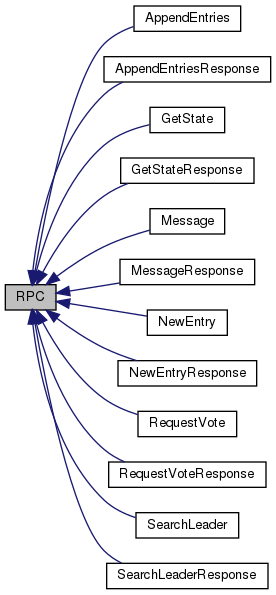 AppendEntries
AppendEntriesResponse
GetState
GetStateResponse
Message
RPC
MessageResponse
NewEntry
NewEntryResponse
RequestVote
RequestVoteResponse
SearchLeader
SearchLeaderResponse